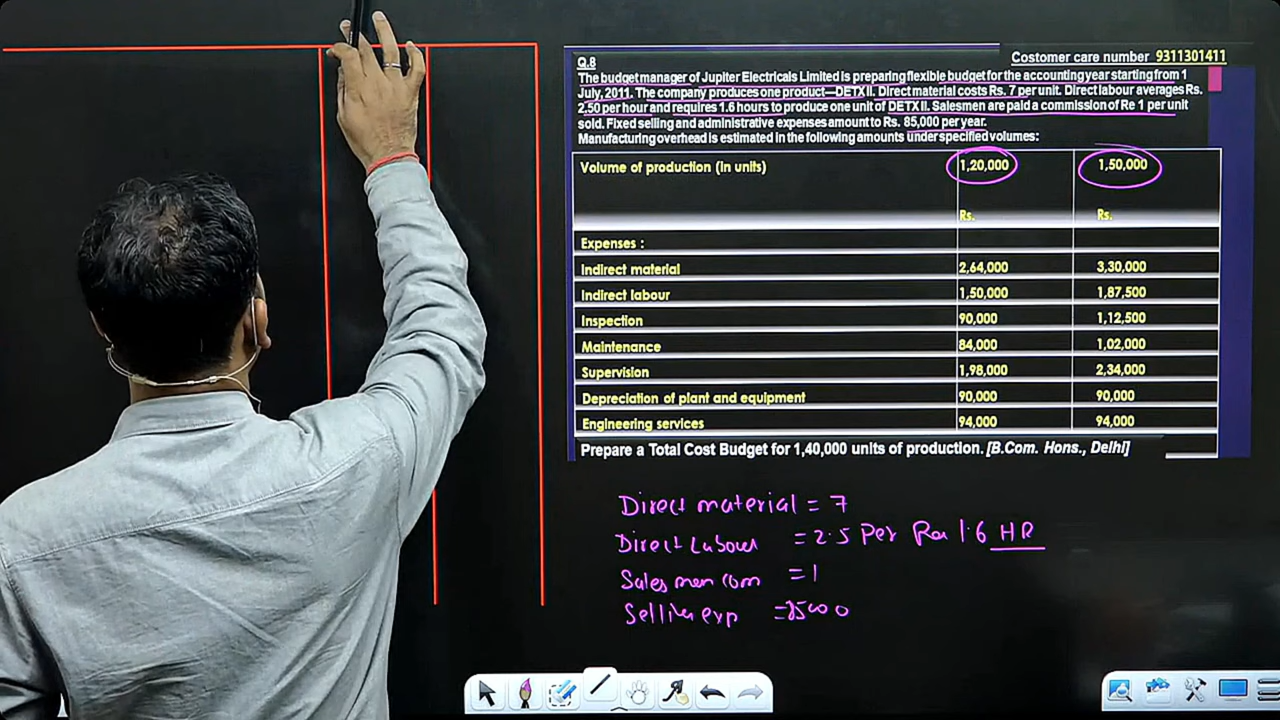 Costomer care number 9311301411
Q.8
The budget manager of Jupiter Electricals Limited is preparing flexible budget for the accounting year starting from 1
July, 2011. The company produces one product—DETX II. Direct material costs Rs. 7 per unit. Direct labour averages Rs.
2.50 per hour and requires 1.6 hours to produce one unit of DETX II. Salesmen are paid a commission of Re 1 per unit
sold. Fixed selling and administrative expenses amount to Rs. 85,000 per year.
Manufacturing overhead is estimated in the following amounts under specified volumes:
Volume of production (in units) 1,20,000 1,50,000
Rs. Rs.
Expenses :
Indirect material 2,64,000 3,30,000
Indirect labour 1,50,000 1,87,500
Inspection 90,000 1,12,500
Maintenance 84,000 1,02,000
Supervision 1,98,000 2,34,000
Depreciation of plant and equipment 90,000 90,000
Engineering services 94,000 94,000
Prepare a Total Cost Budget for 1,40,000 units of production. [B.Com. Hons., Delhi]
Direct material = 7
Direct Labour = 2.5 Per 1.6 HR
Salesmen com = 1
exp = 85000